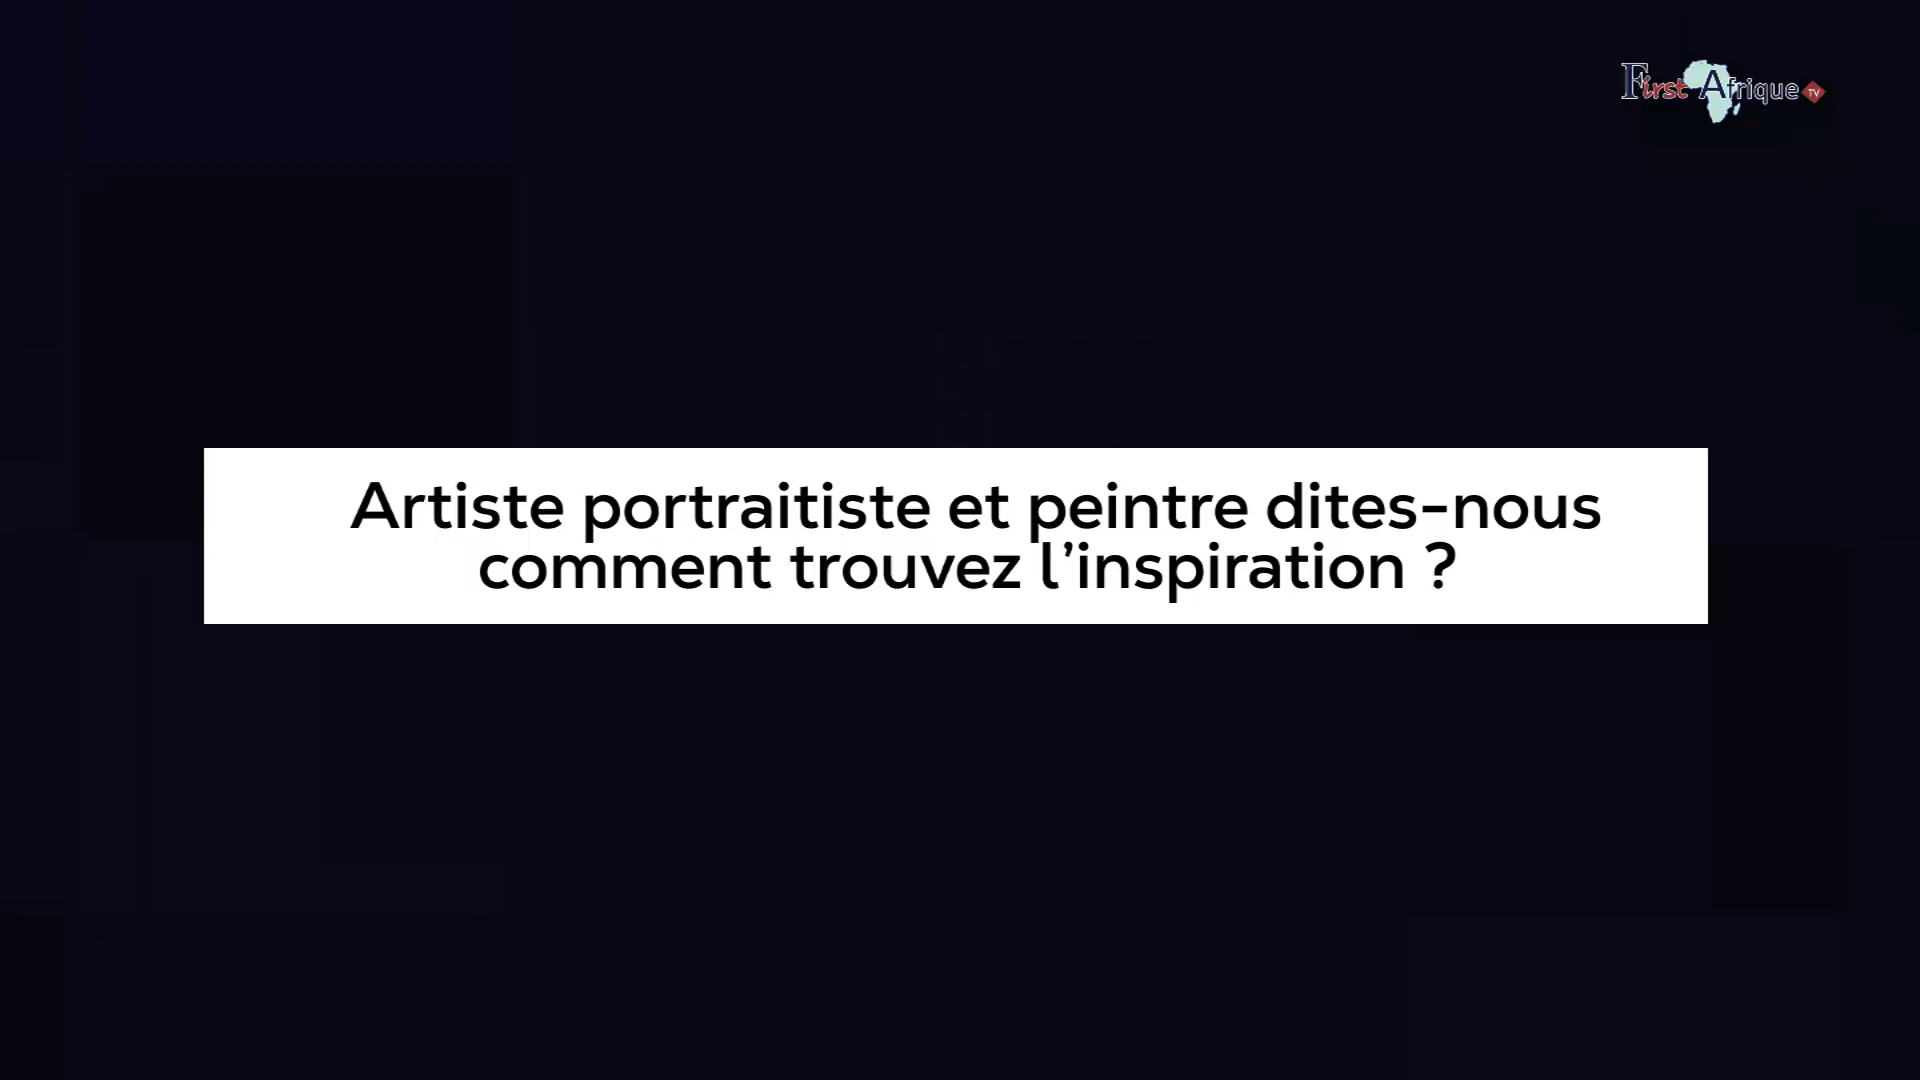 First Afrique TV
Artiste portraitiste et peintre dites-nous
comment trouvez l’inspiration ?